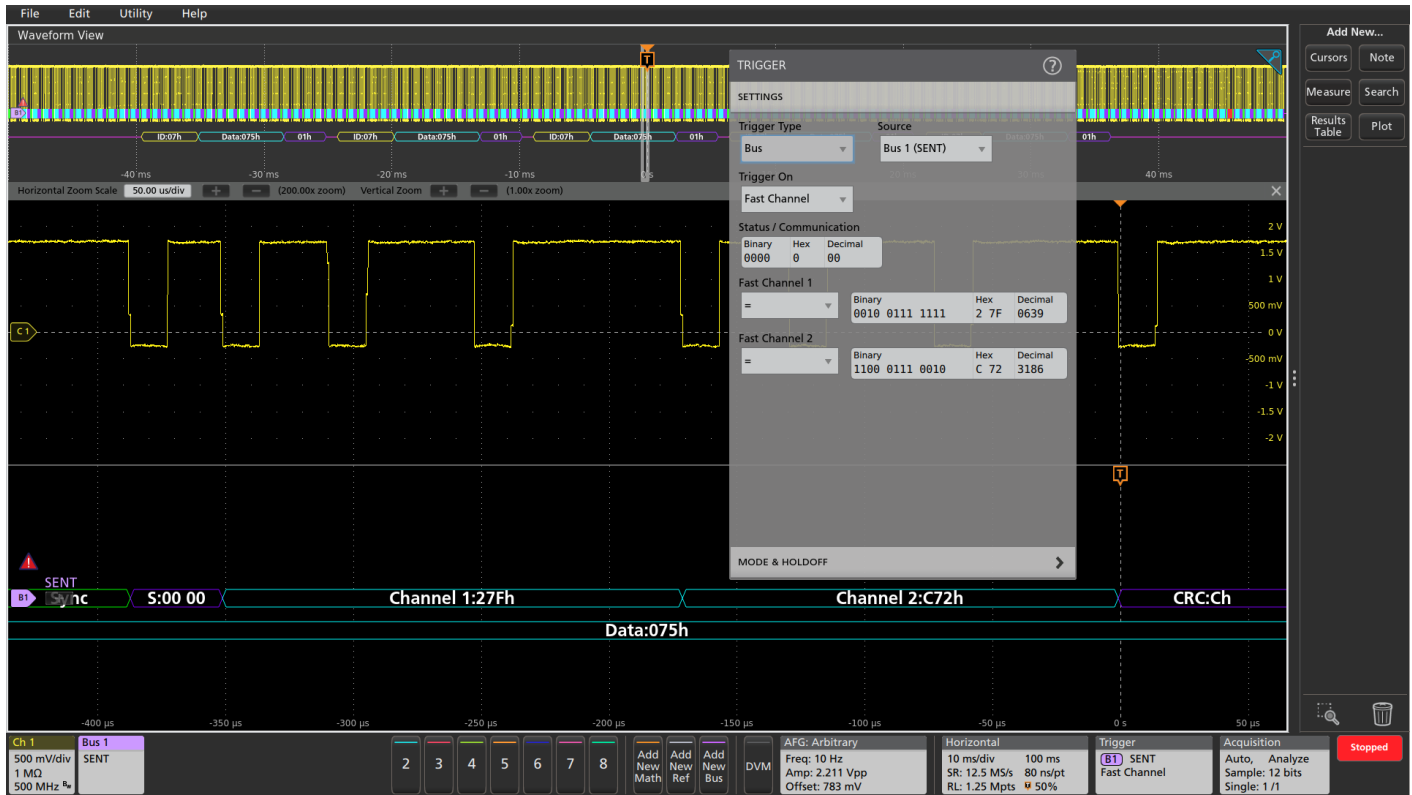 File Edit Utility Help
Waveform View
Add New...
Cursors Note
Measure Search
Results Table Plot
T
B1
ID:07h Data:075h 01h ID:07h Data:075h 01h ID:07h Data:075h 01h 01h
-40 ms -30 ms -20 ms -10 ms 40 ms
Horizontal Zoom Scale 50.00 us/div + — (200.00x zoom) Vertical Zoom + — (1.00x zoom)
TRIGGER ?
SETTINGS
Trigger Type Source
Bus Bus 1 (SENT)
Trigger On
Fast Channel
Status / Communication
Binary Hex Decimal
0000 0 00
Fast Channel 1
= Binary Hex Decimal
0010 0111 1111 2 7F 0639
Fast Channel 2
= Binary Hex Decimal
1100 0111 0010 C 72 3186
MODE & HOLDOFF
2 V
1.5 V
1 V
500 mV
0 V
-500 mV
-1 V
-1.5 V
-2 V
C1
T
SENT
B1 Sync S:00 00 Channel 1:27Fh Channel 2:C72h CRC:Ch
Data:075h
-400 µs -350 µs -300 µs -250 µs -200 µs -150 µs -100 µs -50 µs 0 s 50 µs
Ch 1
500 mV/div
1 MΩ
500 MHz
Bus 1
SENT
2 3 4 5 6 7 8
Add New Math
Add New Ref
Add New Bus
DVM
AFG: Arbitrary
Freq: 10 Hz
Amp: 2.211 Vpp
Offset: 783 mV
Horizontal
10 ms/div 100 ms
SR: 12.5 MS/s 80 ns/pt
RL: 1.25 Mpts 50%
Trigger
B1 SENT
Fast Channel
Acquisition
Auto, Analyze
Sample: 12 bits
Single: 1 /1
Stopped